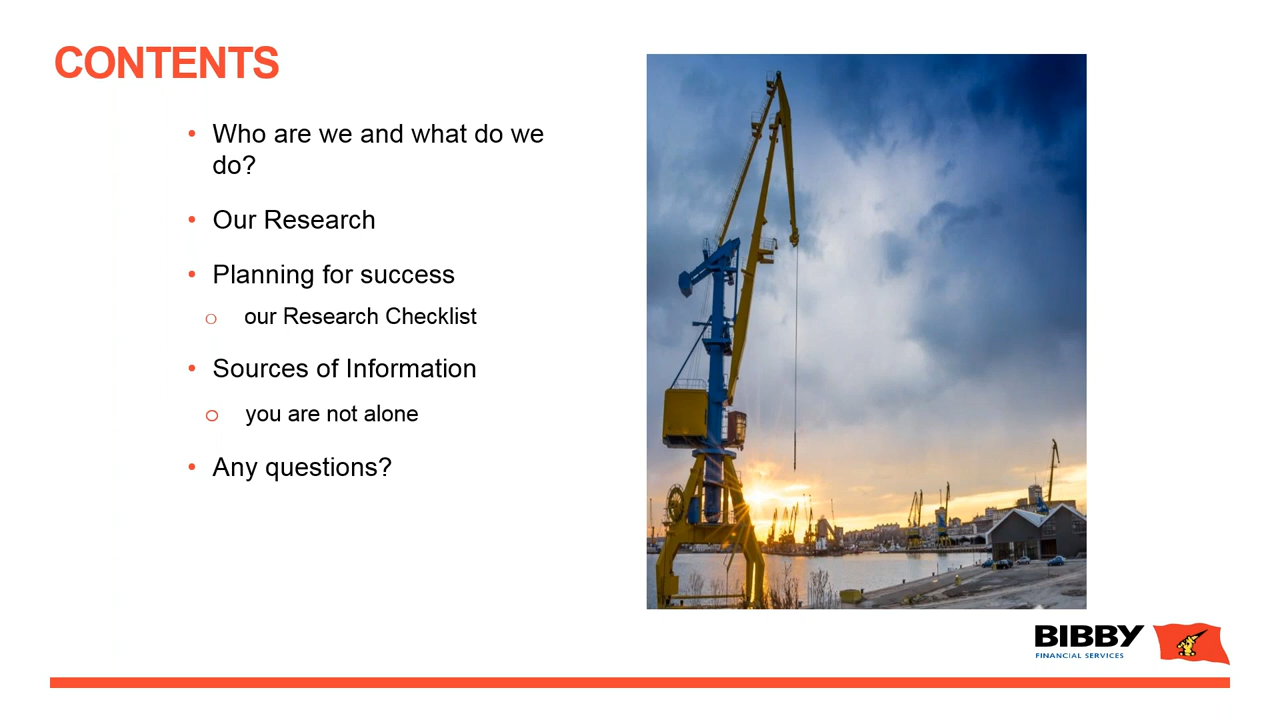 CONTENTS
• Who are we and what do we
do?
• Our Research
• Planning for success
o our Research Checklist
• Sources of Information
o you are not alone
• Any questions?
BIBBY
FINANCIAL SERVICES